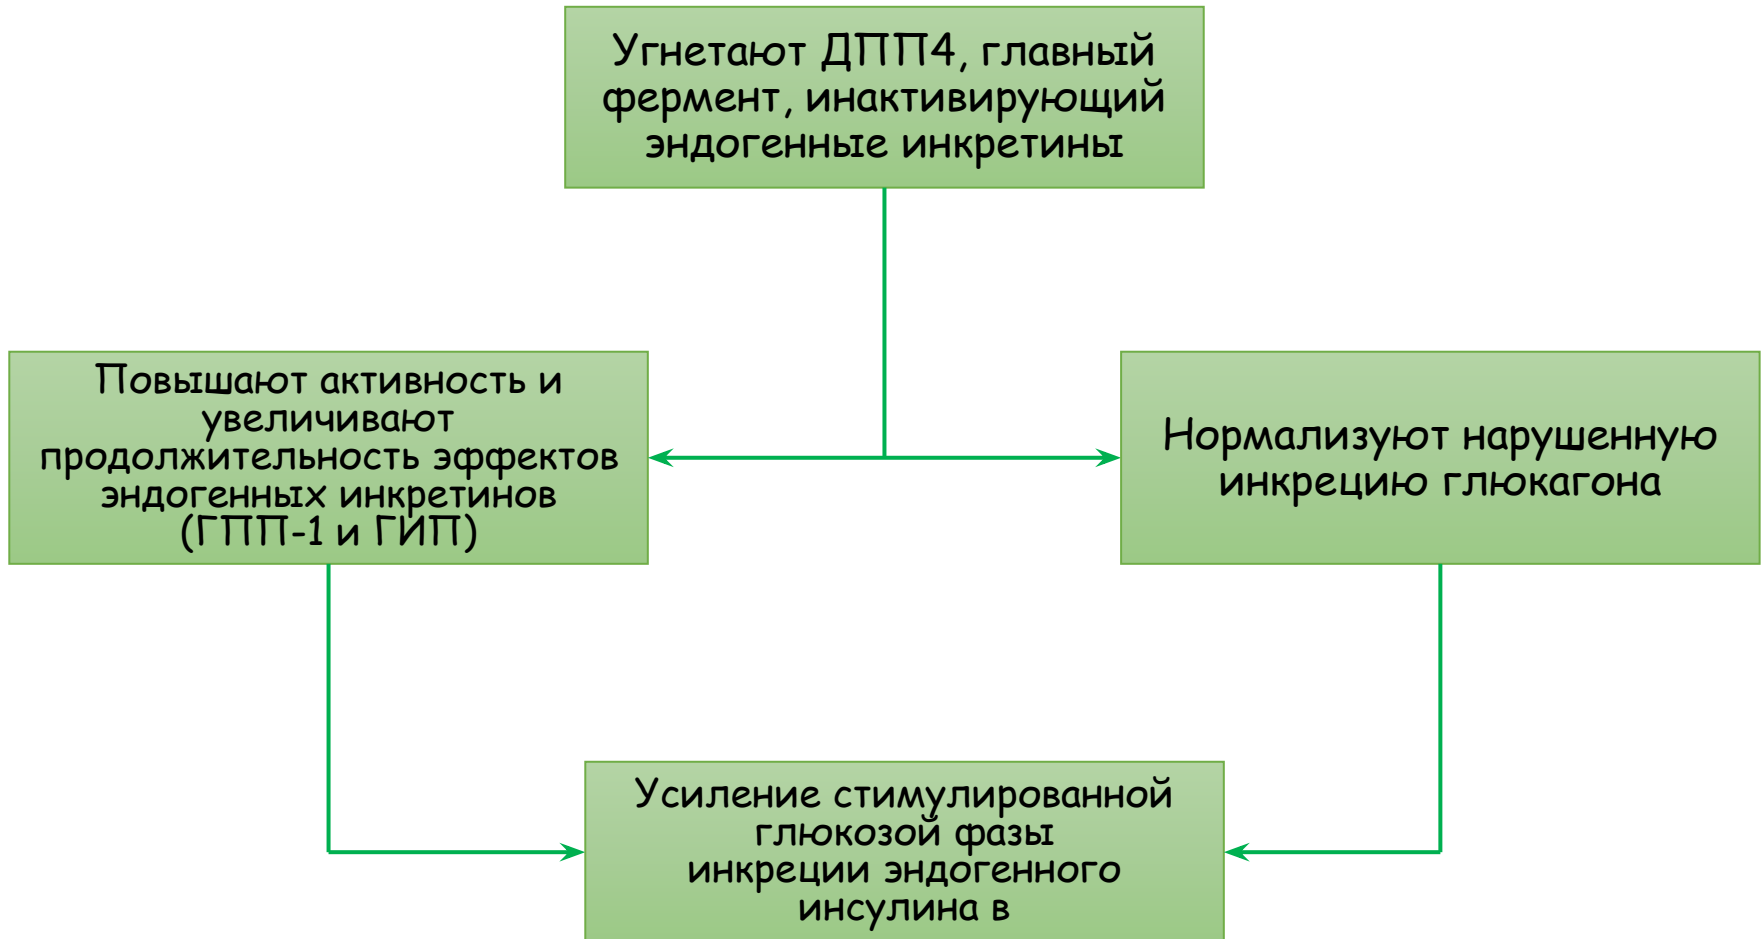 Угнетают ДПП4, главный
фермент, инактивирующий
эндогенные инкретины
Повышают активность и
увеличивают
продолжительность эффектов
эндогенных инкретинов
(ГПП-1 и ГИП)
Нормализуют нарушенную
инкрецию глюкагона
Усиление стимулированной
глюкозой фазы
инкреции эндогенного
инсулина в